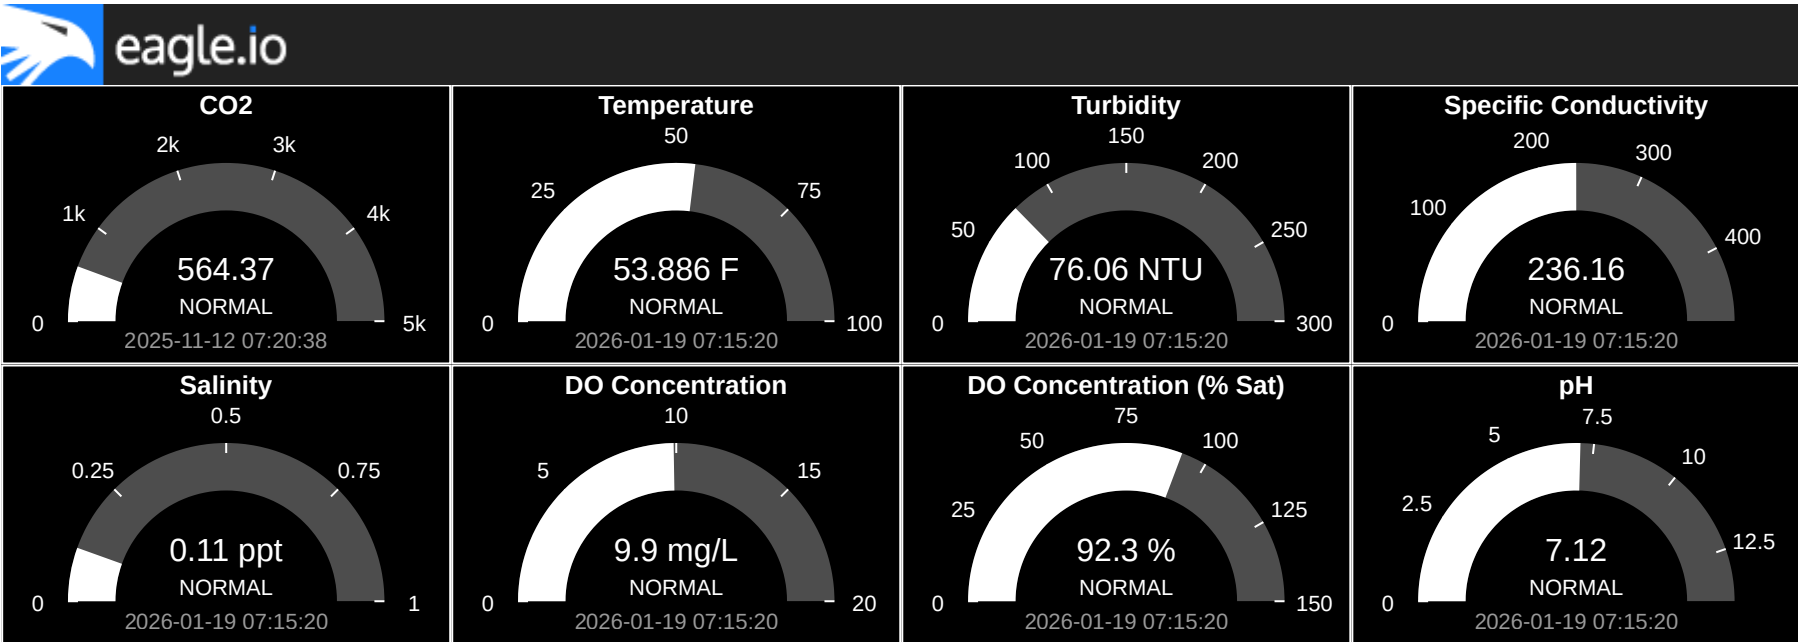 eagle.io
CO2
0
1k
2k
3k
4k
5k
564.37
NORMAL
2025-11-12 07:20:38
Temperature
0
25
50
75
100
53.886 F
NORMAL
2026-01-19 07:15:20
Turbidity
0
50
100
150
200
250
300
76.06 NTU
NORMAL
2026-01-19 07:15:20
Specific Conductivity
0
100
200
300
400
236.16
NORMAL
2026-01-19 07:15:20
Salinity
0
0.25
0.5
0.75
1
0.11 ppt
NORMAL
2026-01-19 07:15:20
DO Concentration
0
5
10
15
20
9.9 mg/L
NORMAL
2026-01-19 07:15:20
DO Concentration (% Sat)
0
25
50
75
100
125
150
92.3 %
NORMAL
2026-01-19 07:15:20
pH
0
2.5
5
7.5
10
12.5
7.12
NORMAL
2026-01-19 07:15:20